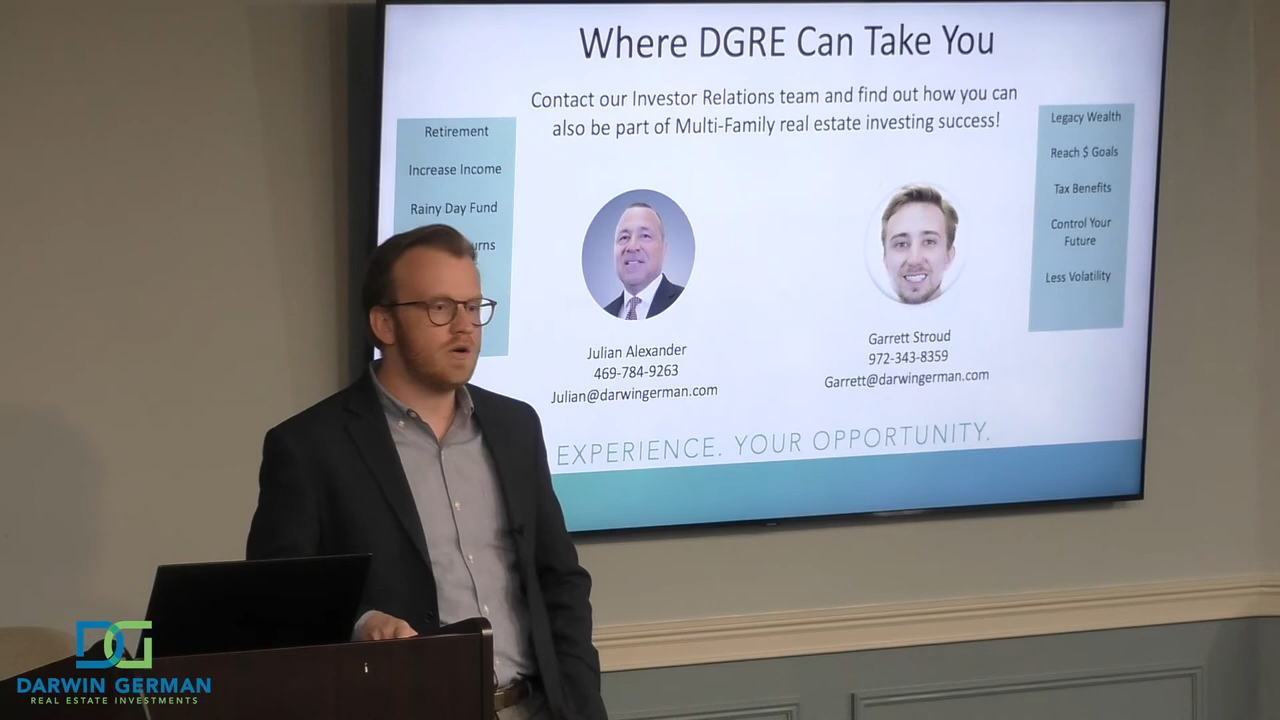 Where DGRE Can Take You
Contact our Investor Relations team and find out how you can
also be part of Multi-Family real estate investing success!
Retirement
Increase Income
Rainy Day Fund
Legacy Wealth
Reach $ Goals
Tax Benefits
Control Your
Future
Less Volatility
Julian Alexander
469-784-9263
Julian@darwingerman.com
Garrett Stroud
972-343-8359
Garrett@darwingerman.com
EXPERIENCE. YOUR OPPORTUNITY.
DG
DARWIN GERMAN
REAL ESTATE INVESTMENTS